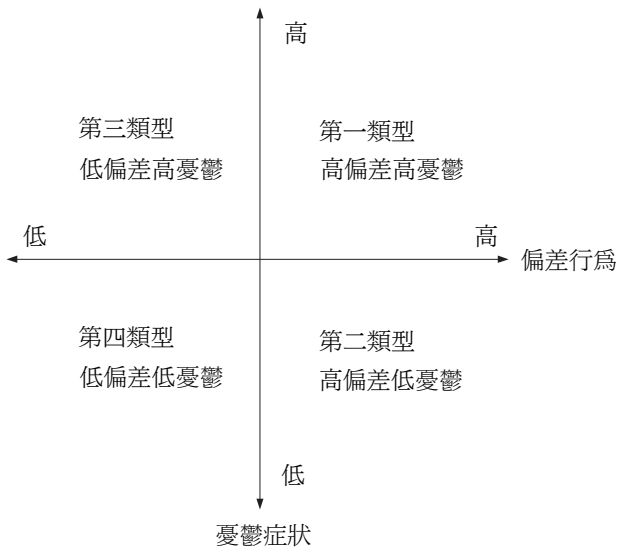 高
第三類型
低偏差高憂鬱
第一類型
高偏差高憂鬱
低
高
偏差行爲
第四類型
低偏差低憂鬱
第二類型
高偏差低憂鬱
低
憂鬱症狀